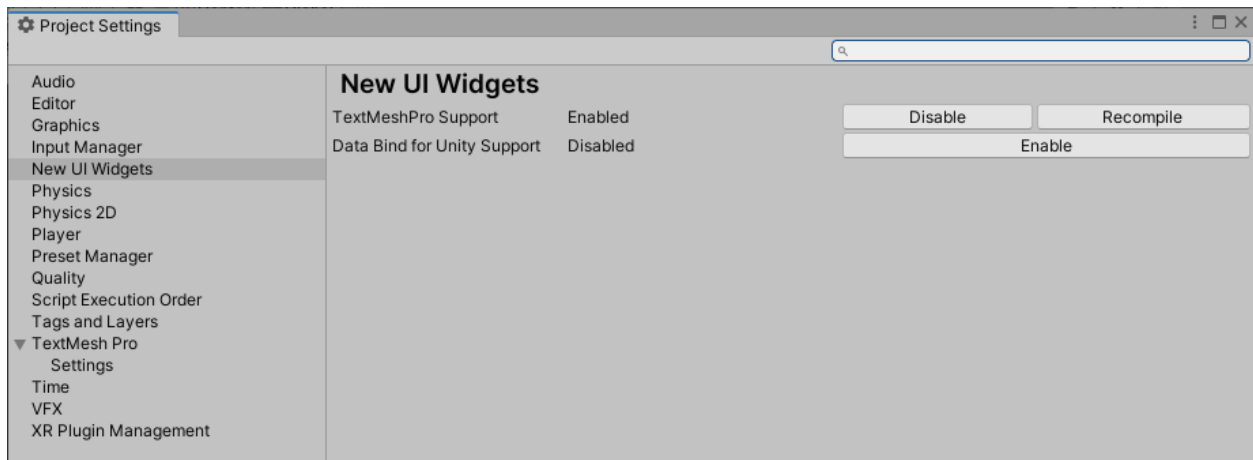 Project Settings
Audio
Editor
Graphics
Input Manager
New UI Widgets
Physics
Physics 2D
Player
Preset Manager
Quality
Script Execution Order
Tags and Layers
TextMesh Pro
Settings
Time
VFX
XR Plugin Management
New UI Widgets
TextMeshPro Support Enabled Disable Recompile
Data Bind for Unity Support Disabled Enable